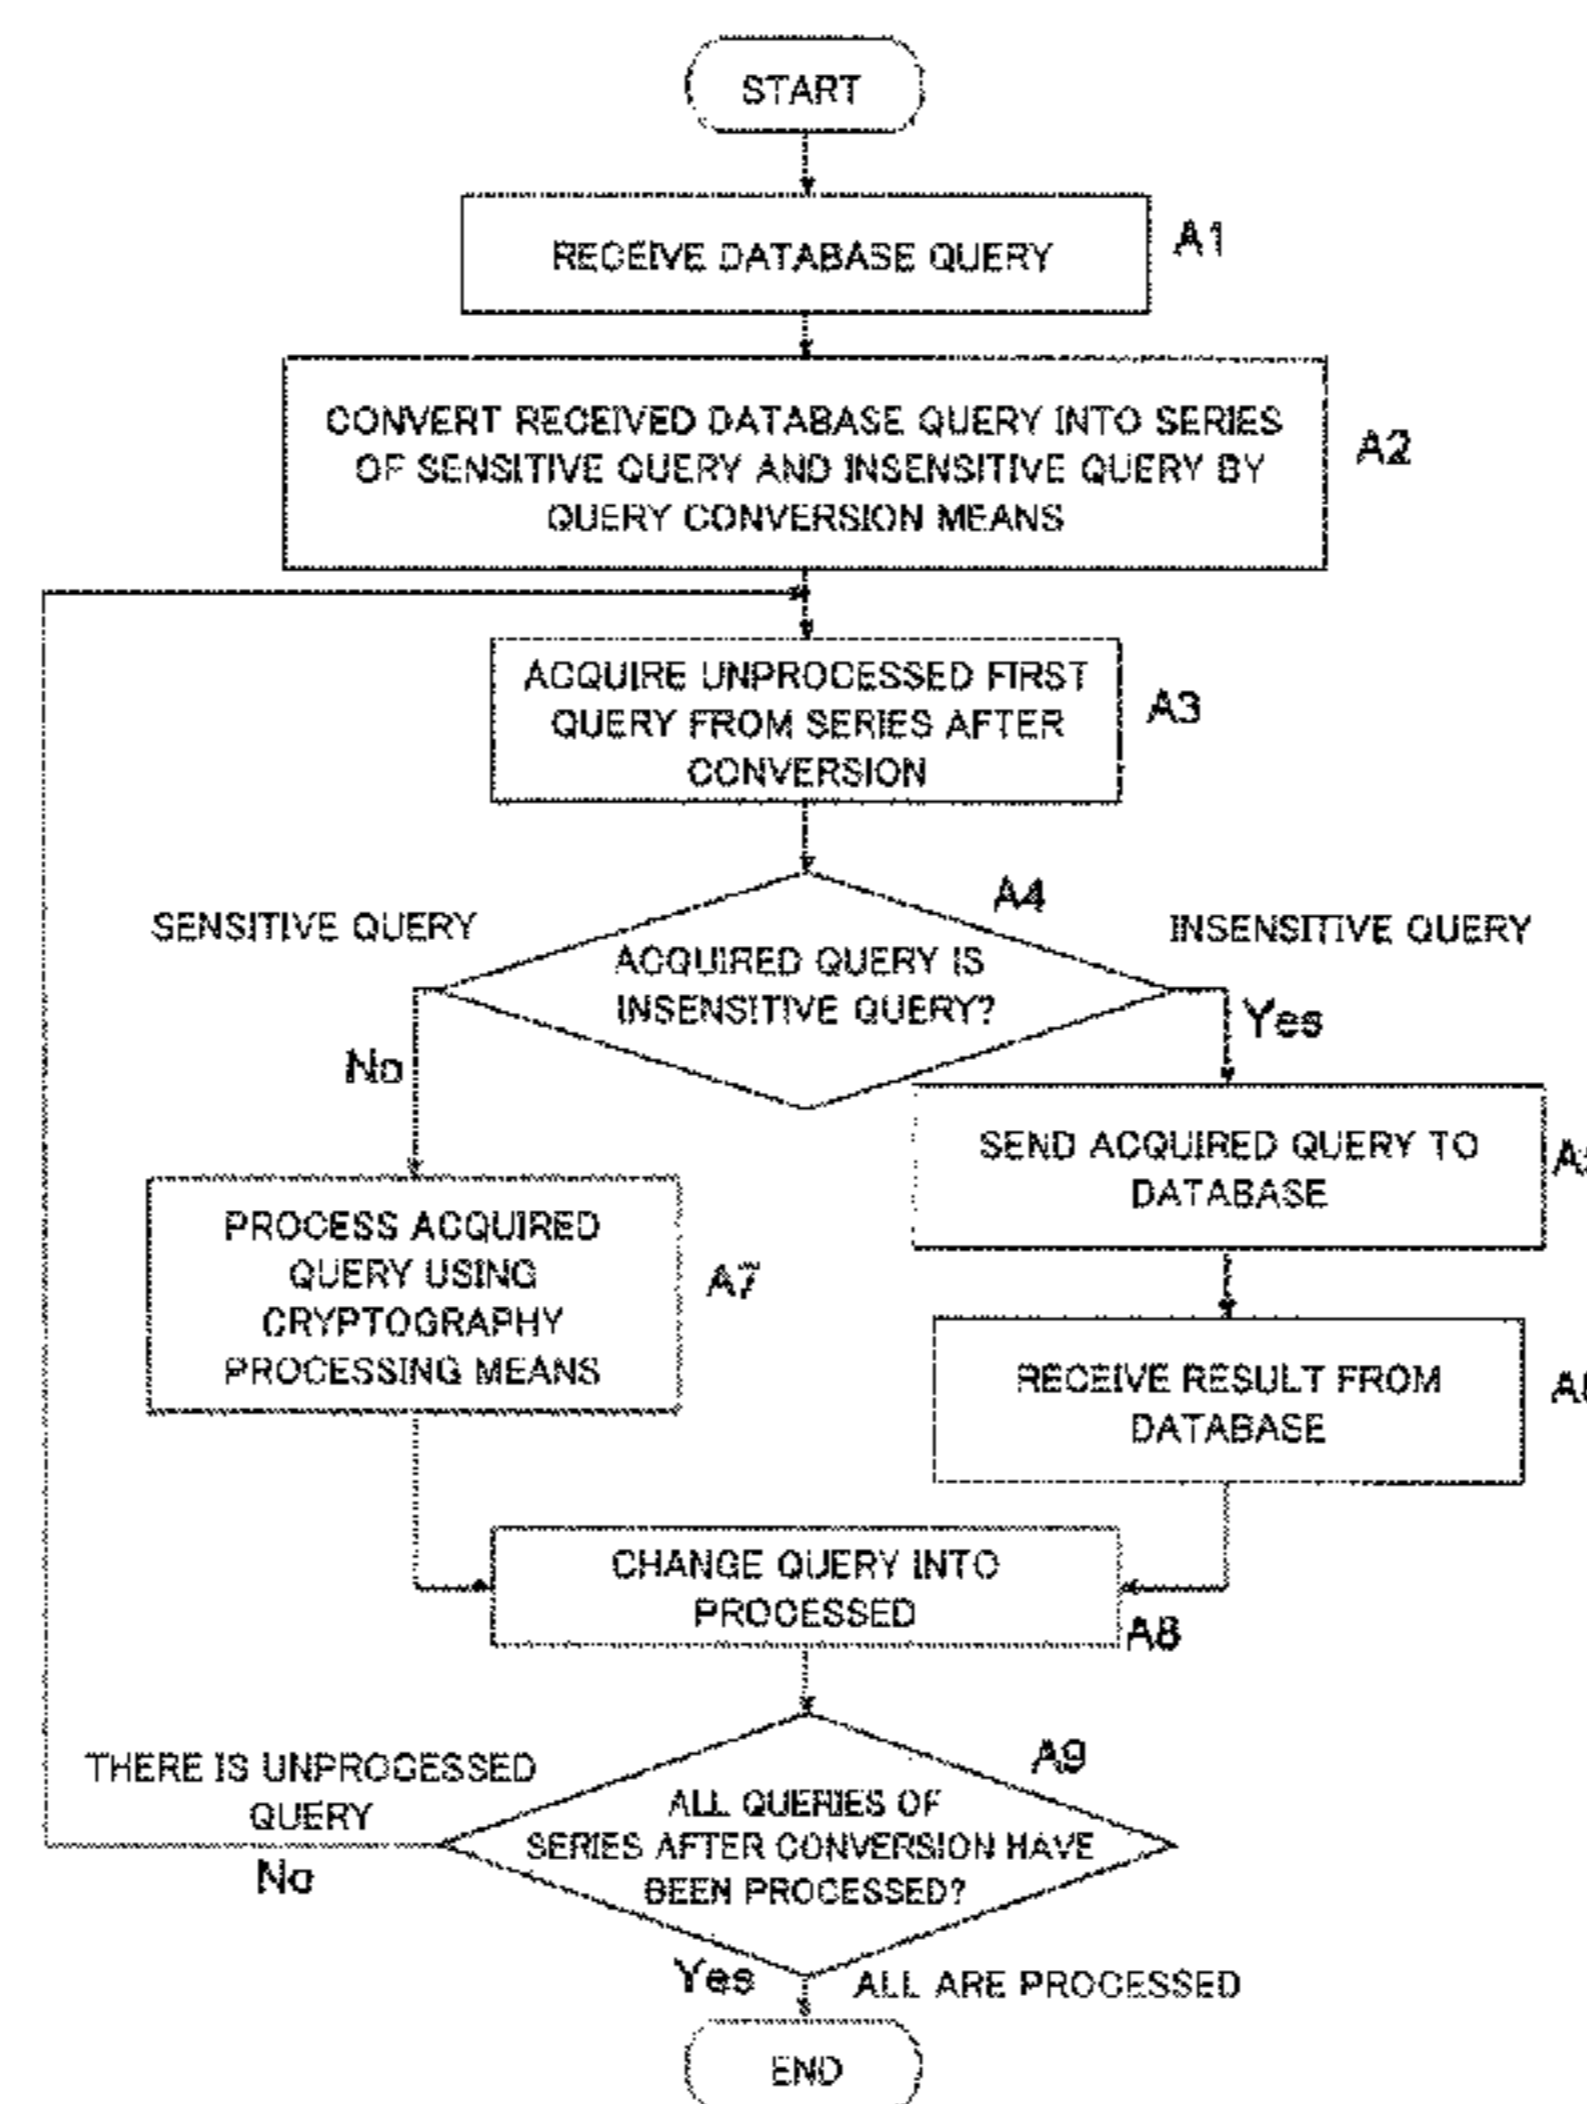 START
RECEIVE DATABASE QUERY
A1
CONVERT RECEIVED DATABASE QUERY INTO SERIES
OF SENSITIVE QUERY AND INSENSITIVE QUERY BY
QUERY CONVERSION MEANS
A2
ACQUIRE UNPROCESSED FIRST
QUERY FROM SERIES AFTER
CONVERSION
A3
A4
SENSITIVE QUERY
INSENSITIVE QUERY
ACQUIRED QUERY IS
INSENSITIVE QUERY?
No
Yes
SEND ACQUIRED QUERY TO
DATABASE
PROCESS ACQUIRED
QUERY USING
CRYPTOGRAPHY
PROCESSING MEANS
A7
RECEIVE RESULT FROM
DATABASE
CHANGE QUERY INTO
PROCESSED
A8
A9
THERE IS UNPROCESSED
QUERY
No
ALL QUERIES OF
SERIES AFTER CONVERSION HAVE
BEEN PROCESSED?
Yes
ALL ARE PROCESSED
END